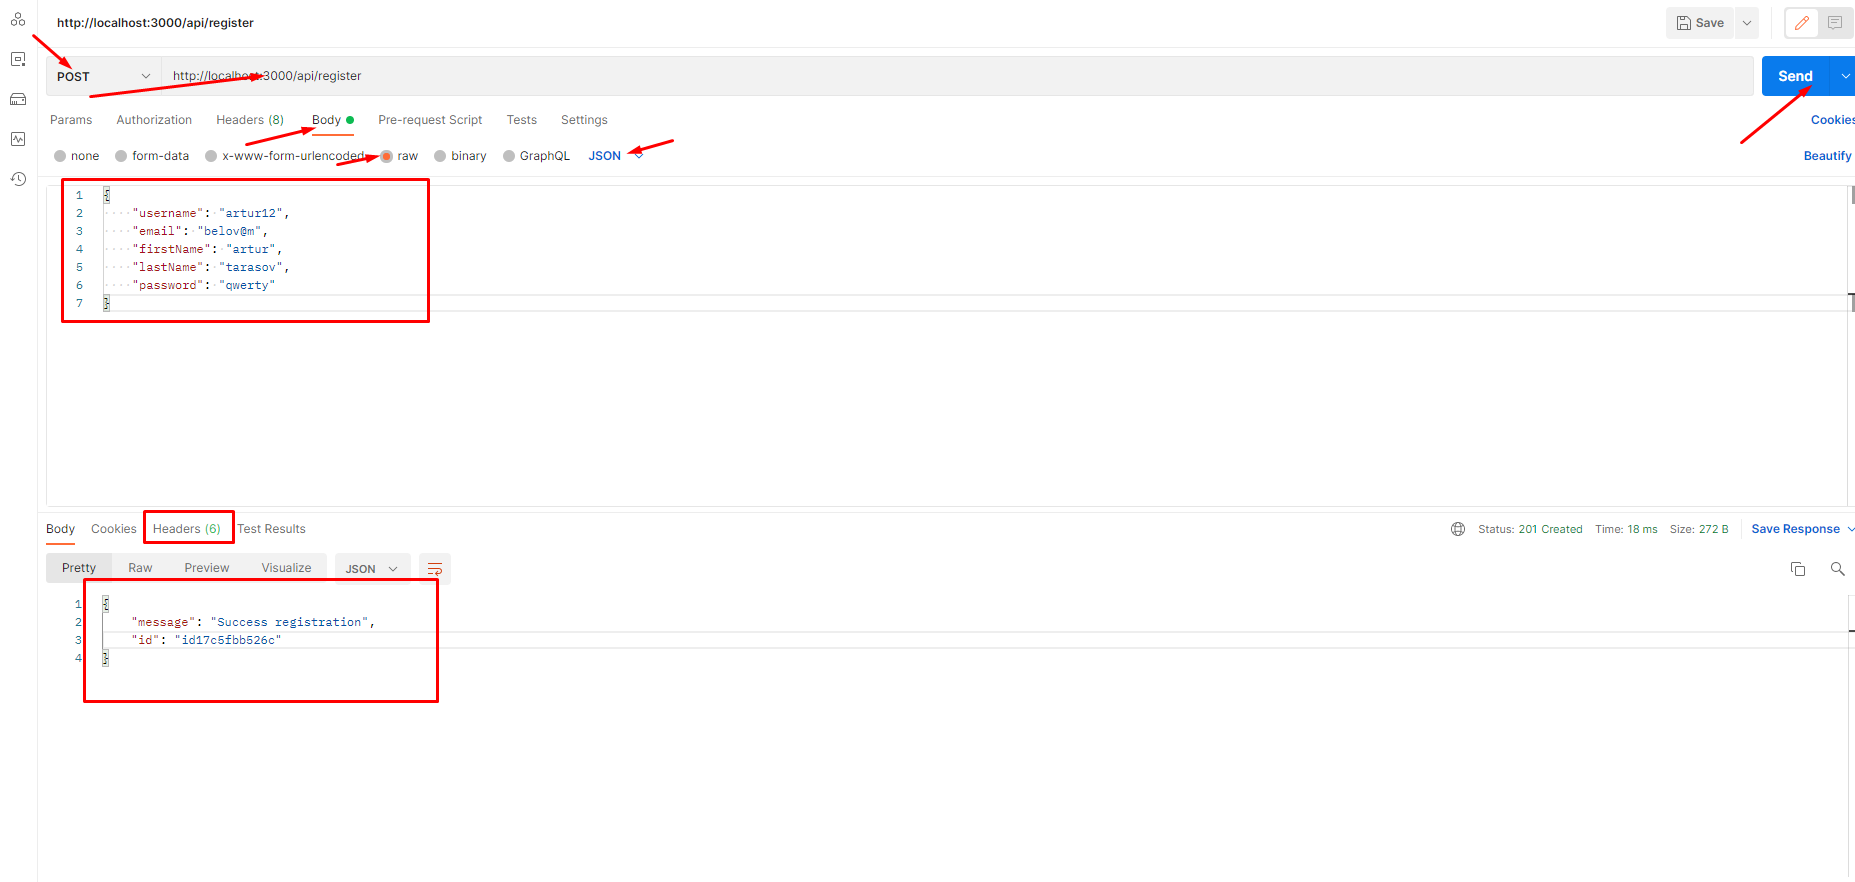 http://localhost:3000/api/register
Save
POST http://localhost:3000/api/register Send
Params Authorization Headers (8) Body Pre-request Script Tests Settings Cookies
none form-data x-www-form-urlencoded raw binary GraphQL JSON Beautify
1 {
2 "username": "artur12",
3 "email": "belov@m",
4 "firstName": "artur",
5 "lastName": "tarasov",
6 "password": "qwerty"
7 }
Body Cookies Headers (6) Test Results Status: 201 Created Time: 18 ms Size: 272 B Save Response
Pretty Raw Preview Visualize JSON
1 {
2 "message": "Success registration",
3 "id": "id17c5fbb526c"
4 }